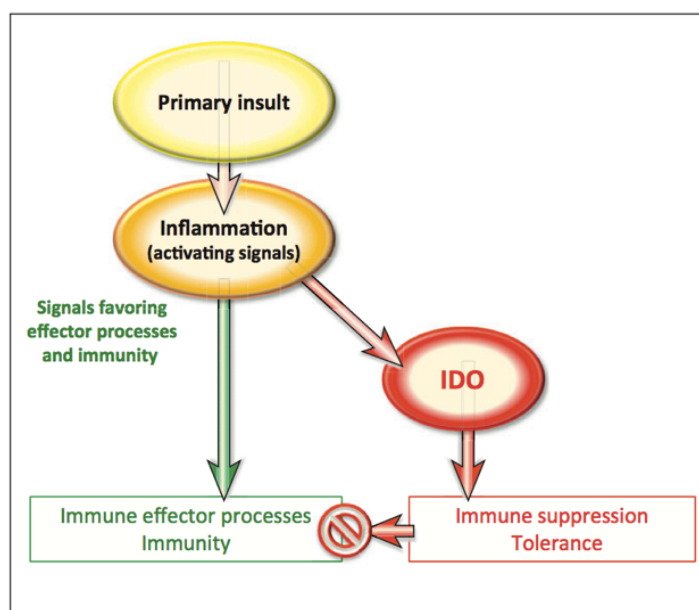 Primary insult
Inflammation
(activating signals)
Signals favoring
effector processes
and immunity
IDO
Immune effector processes
Immunity
Immune suppression
Tolerance